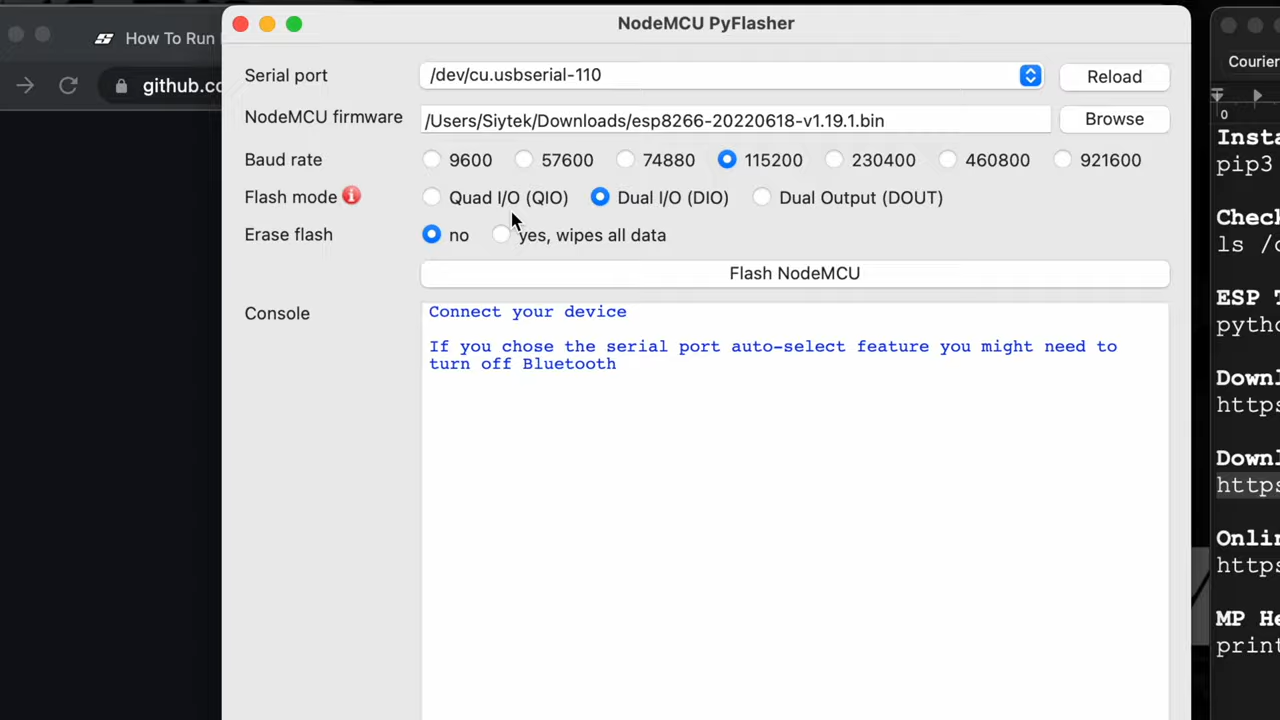 How To Run
github.co
NodeMCU PyFlasher
Serial port /dev/cu.usbserial-110 Reload
NodeMCU firmware /Users/Siytek/Downloads/esp8266-20220618-v1.19.1.bin Browse
Baud rate 9600 57600 74880 115200 230400 460800 921600
Flash mode Quad I/O (QIO) Dual I/O (DIO) Dual Output (DOUT)
Erase flash no yes, wipes all data
Flash NodeMCU
Console
Connect your device
If you chose the serial port auto-select feature you might need to
turn off Bluetooth
Courier
0
Insta
pip3
Check
ls /d
ESP T
pytho
Downl
https
Downl
https
Onlin
https
MP He
print